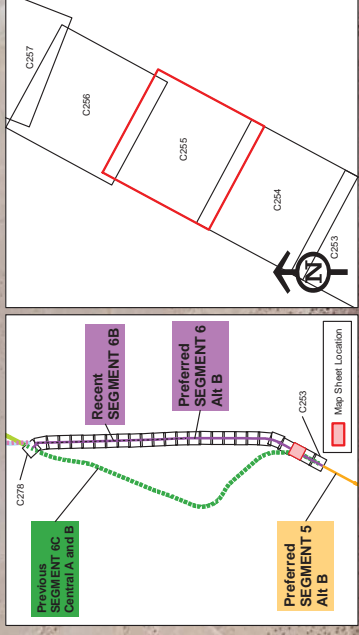 C257
C256
C255
C254
C253
N
C278
Previous
SEGMENT 6C
Central A and B
Recent
SEGMENT 6B
Preferred
SEGMENT 6
Alt B
C253
Preferred
SEGMENT 5
Alt B
Map Sheet Location